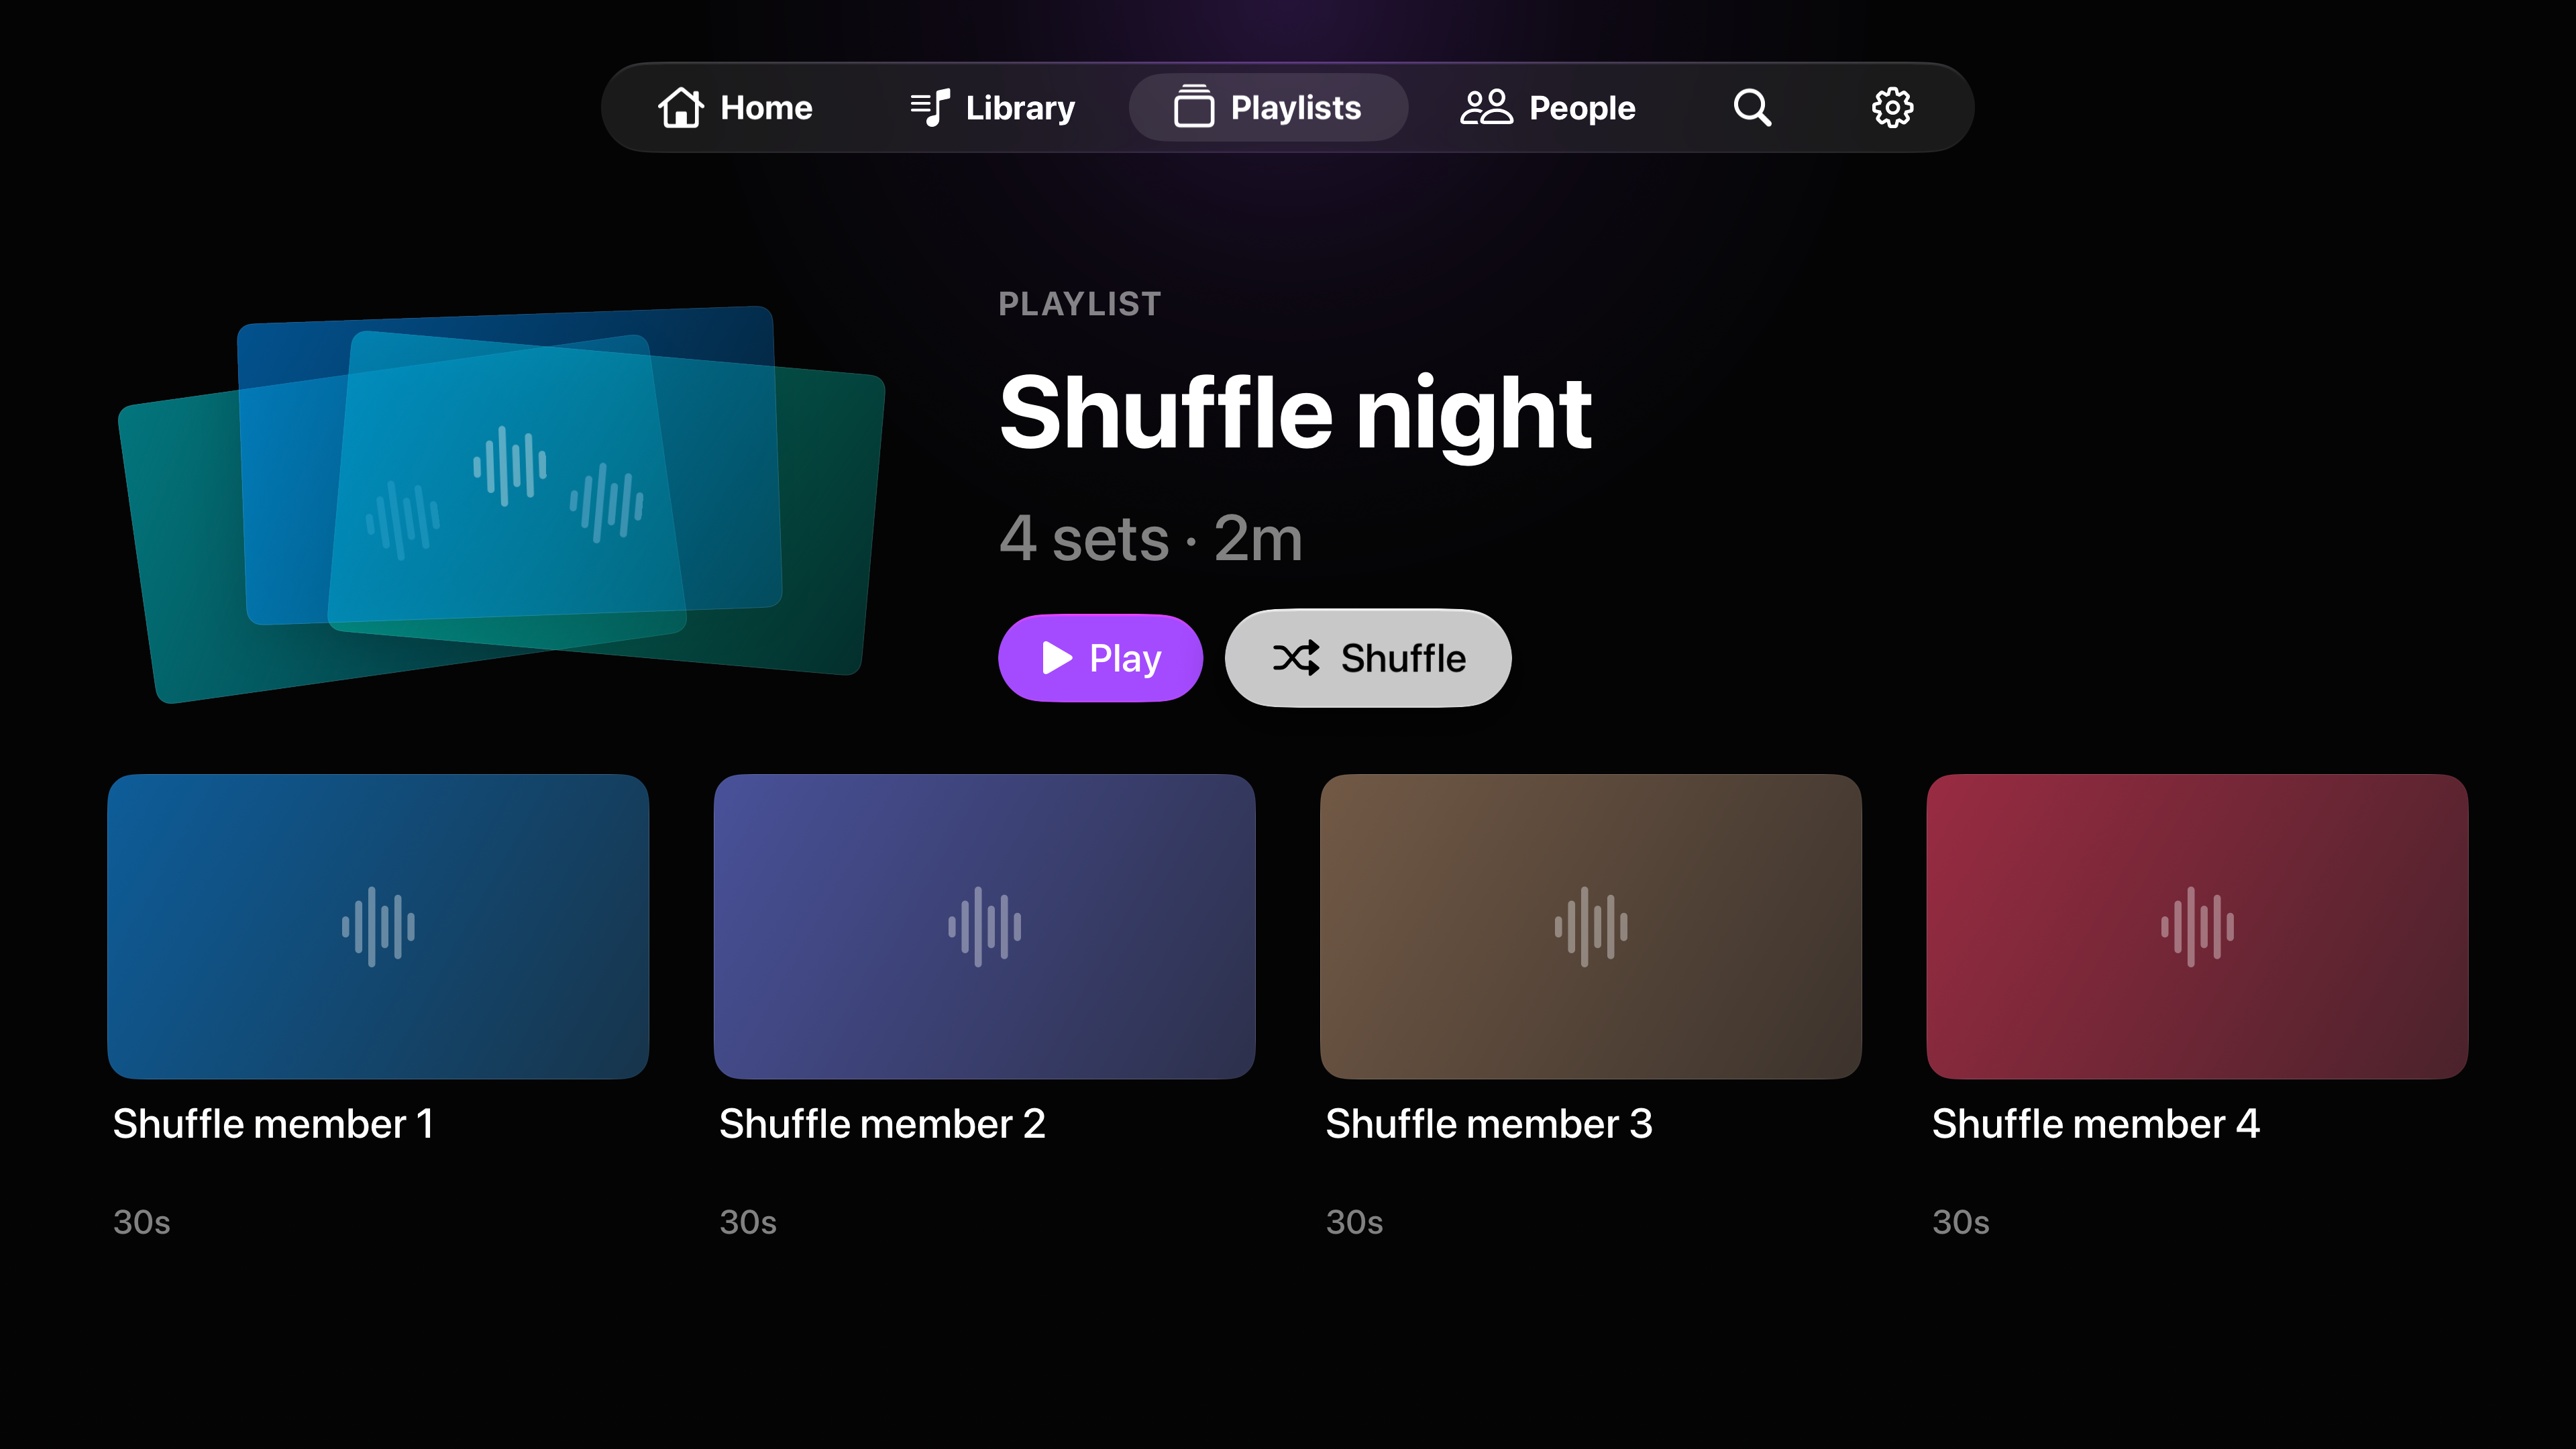 Home Library Playlists People
PLAYLIST
Shuffle night
4 sets · 2m
Play Shuffle
Shuffle member 1 Shuffle member 2 Shuffle member 3 Shuffle member 4
30s 30s 30s 30s